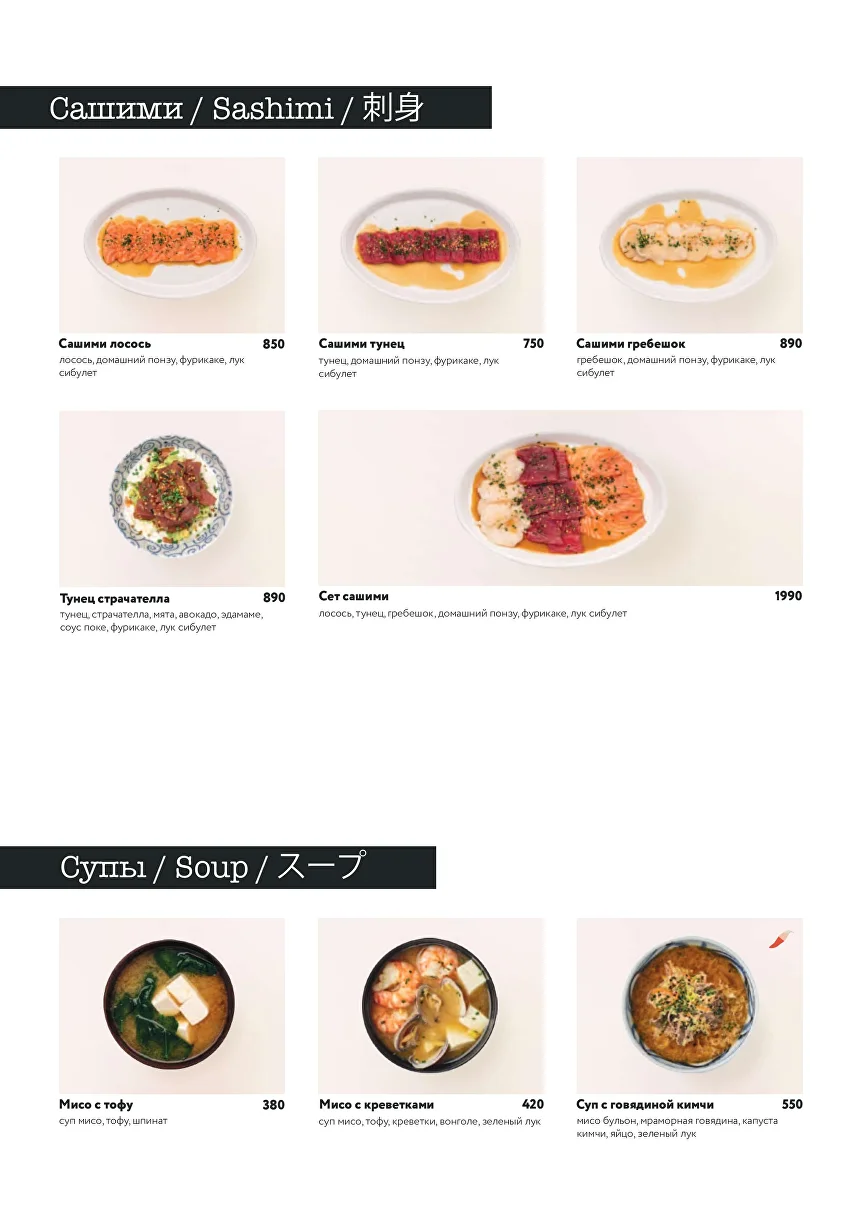 Сашими / Sashimi / 刺身
Сашими лосось 850
лосось, домашний понзу, фурикаке, лук
сибулет
Сашими тунец 750
тунец, домашний понзу, фурикаке, лук
сибулет
Сашими гребешок 890
гребешок, домашний понзу, фурикаке, лук
сибулет
Тунец страчателла 890
тунец, страчателла, мята, авокадо, эдамаме,
соус поке, фурикаке, лук сибулет
Сет сашими 1990
лосось, тунец, гребешок, домашний понзу, фурикаке, лук сибулет
Супы / Soup / スープ
Мисо с тофу 380
суп мисо, тофу, шпинат
Мисо с креветками 420
суп мисо, тофу, креветки, вонголе, зеленый лук
Суп с говядиной кимчи 550
мисо бульон, мраморная говядина, капуста
кимчи, яйцо, зеленый лук